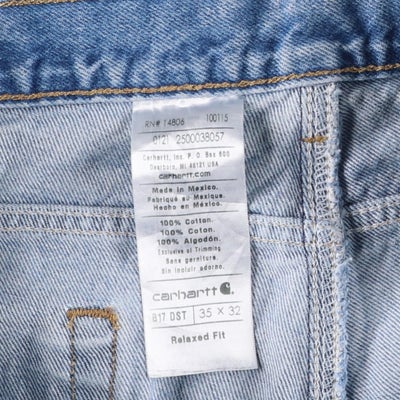 RN# 14806 100115
0121 2500038057
Carhartt, Inc. P. O. Box 600
Dearborn, MI 48121 USA
carhartt.com
Made in Mexico.
Fabriqué au Mexique.
Hecho en México.
100% Cotton.
100% Coton.
100% Algodón.
Exclusive of Trimming
Sans garniture.
Sin incluir adorno.
carhartt
817 DST 35 X 32
Relaxed Fit